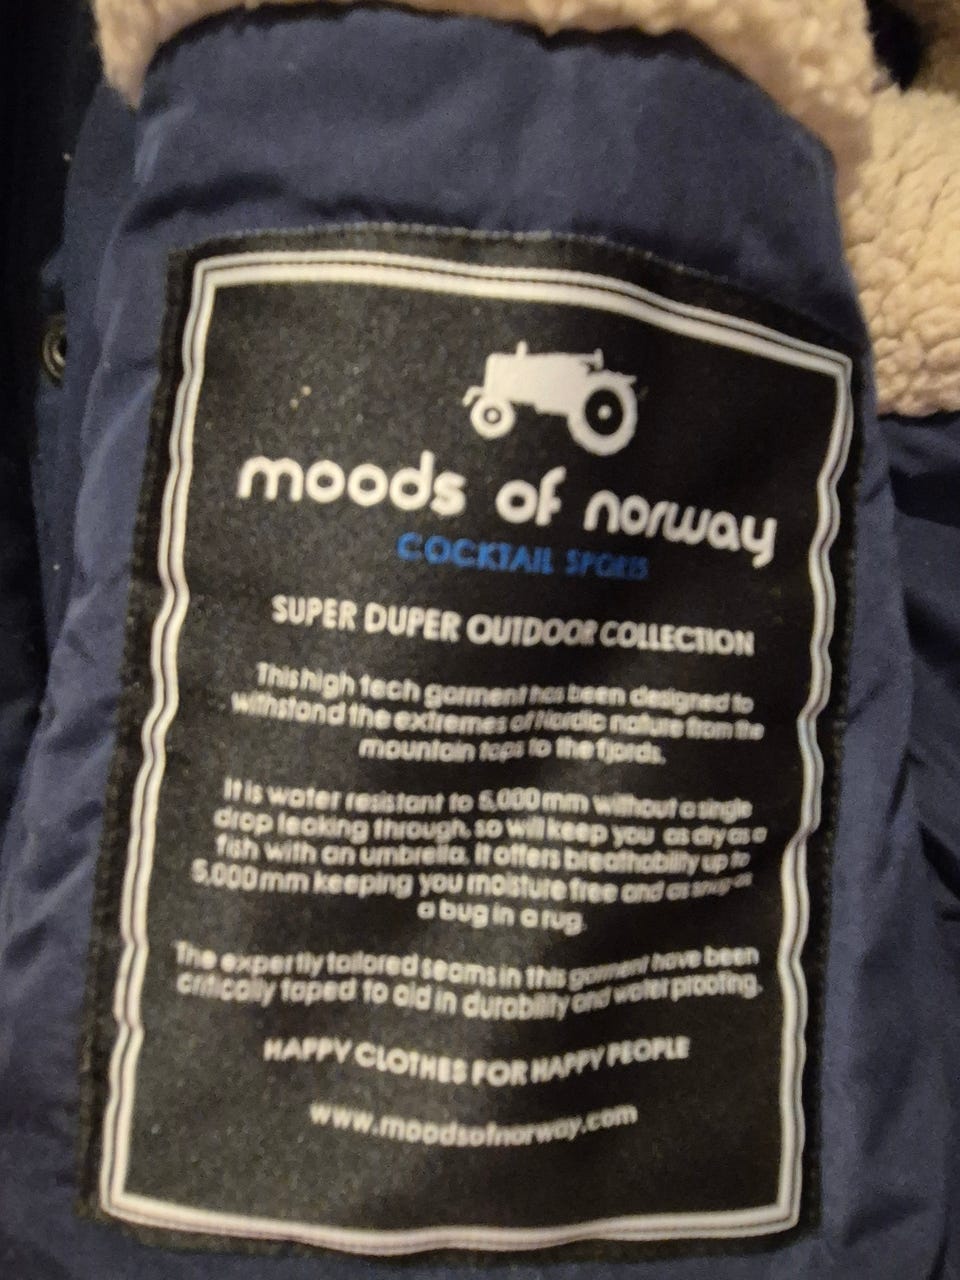 moods of norway
COCKTAIL SPORTS
SUPER DUPER OUTDOOR COLLECTION
This high tech garment has been designed to
withstand the extremes of Nordic nature from the
mountain tops to the fjords.
It is water resistant to 5,000mm without a single
drop leaking through, so will keep you as dry as a
fish with an umbrella. It offers breathability up to
5,000mm keeping you moisture free and as snug as
a bug in a rug.
The expertly tailored seams in this garment have been
critically taped to aid in durability and water proofing.
HAPPY CLOTHES FOR HAPPY PEOPLE
www.moodsofnorway.com